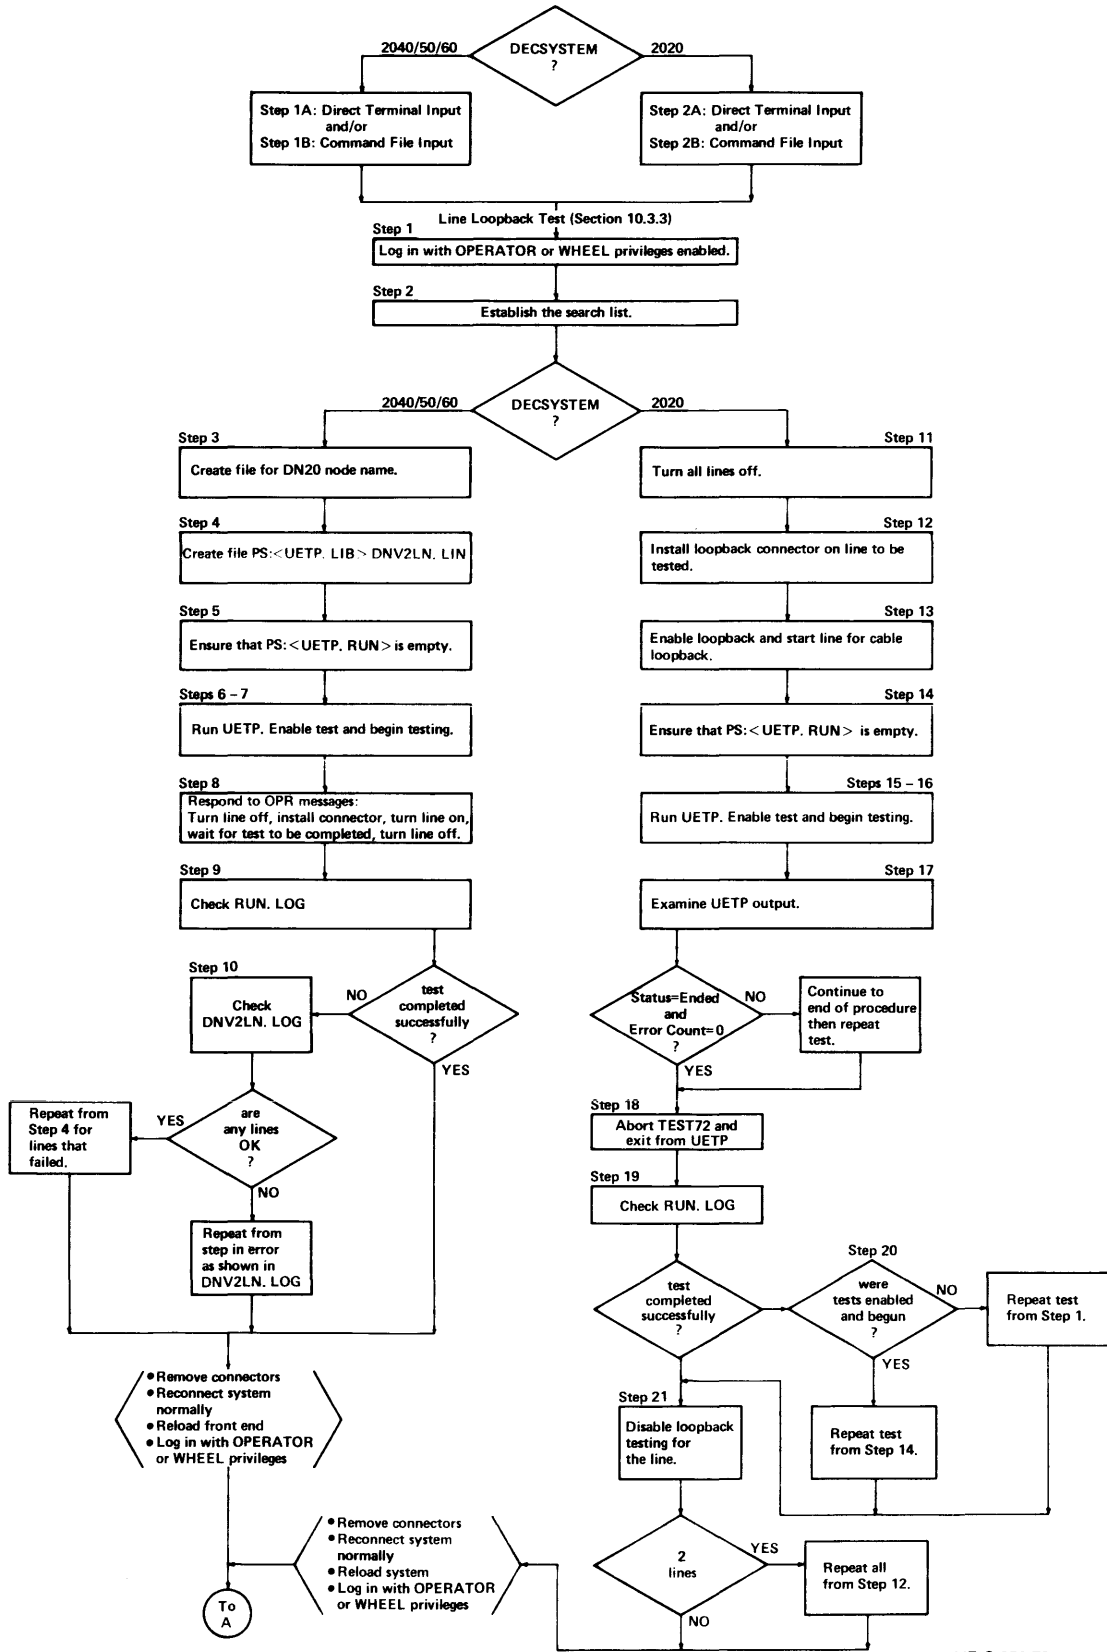 2040/50/60
DECSYSTEM
?
2020
Step 1A: Direct Terminal Input
and/or
Step 1B: Command File Input
Step 2A: Direct Terminal Input
and/or
Step 2B: Command File Input
Line Loopback Test (Section 10.3.3)
Step 1
Log in with OPERATOR or WHEEL privileges enabled.
Step 2
Establish the search list.
2040/50/60
DECSYSTEM
?
2020
Step 3
Create file for DN20 node name.
Step 4
Create file PS:<UETP. LIB> DNV2LN. LIN
Step 5
Ensure that PS:<UETP. RUN> is empty.
Steps 6 – 7
Run UETP. Enable test and begin testing.
Step 8
Respond to OPR messages:
Turn line off, install connector, turn line on,
wait for test to be completed, turn line off.
Step 9
Check RUN. LOG
test
completed
successfully
?
NO
YES
Step 10
Check
DNV2LN. LOG
are
any lines
OK
?
YES
NO
Repeat from
Step 4 for
lines that
failed.
Repeat from
step in error
as shown in
DNV2LN. LOG
• Remove connectors
• Reconnect system
normally
• Reload front end
• Log in with OPERATOR
or WHEEL privileges
To
A
Step 11
Turn all lines off.
Step 12
Install loopback connector on line to be
tested.
Step 13
Enable loopback and start line for cable
loopback.
Step 14
Ensure that PS:<UETP. RUN> is empty.
Steps 15 – 16
Run UETP. Enable test and begin testing.
Step 17
Examine UETP output.
Status=Ended
and
Error Count=0
?
NO
YES
Continue to
end of procedure
then repeat
test.
Step 18
Abort TEST72 and
exit from UETP
Step 19
Check RUN. LOG
test
completed
successfully
?
Step 20
were
tests enabled
and begun
?
NO
YES
Repeat test
from Step 1.
Repeat test
from Step 14.
Step 21
Disable loopback
testing for
the line.
2
lines
YES
NO
Repeat all
from Step 12.
• Remove connectors
• Reconnect system
normally
• Reload system
• Log in with OPERATOR
or WHEEL privileges